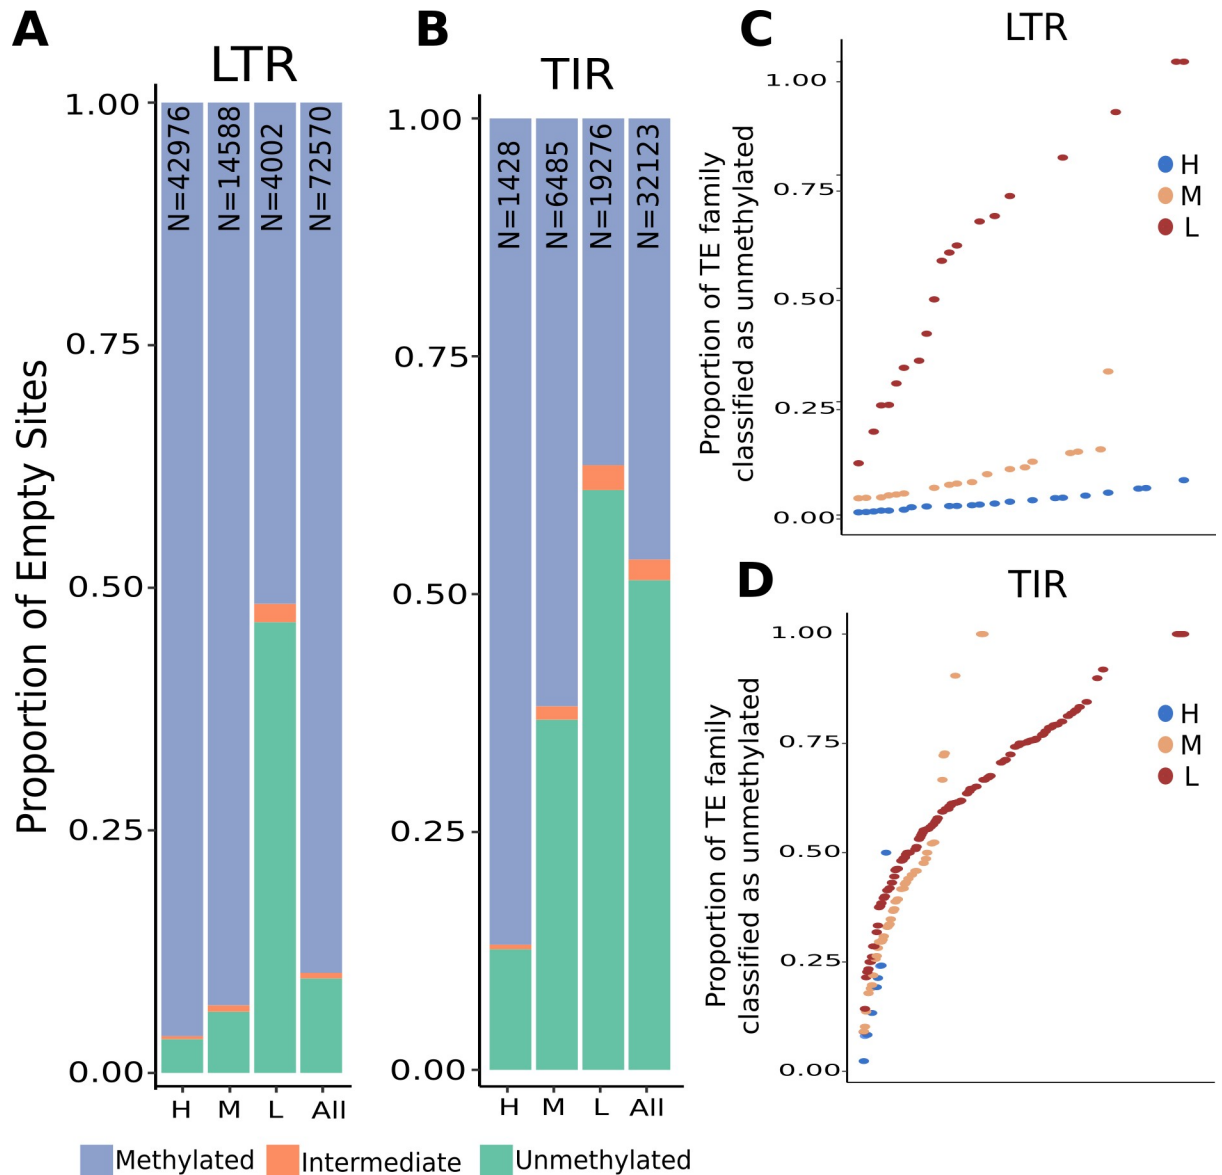 A
LTR
Proportion of Empty Sites
1.00
0.75
0.50
0.25
0.00
N=42976
N=14588
N=4002
N=72570
H
M
L
All
B
TIR
1.00
0.75
0.50
0.25
0.00
N=1428
N=6485
N=19276
N=32123
H
M
L
All
Methylated
Intermediate
Unmethylated
C
LTR
Proportion of TE family
classified as unmethylated
1.00
0.75
0.50
0.25
0.00
H
M
L
D
TIR
Proportion of TE family
classified as unmethylated
1.00
0.75
0.50
0.25
0.00
H
M
L